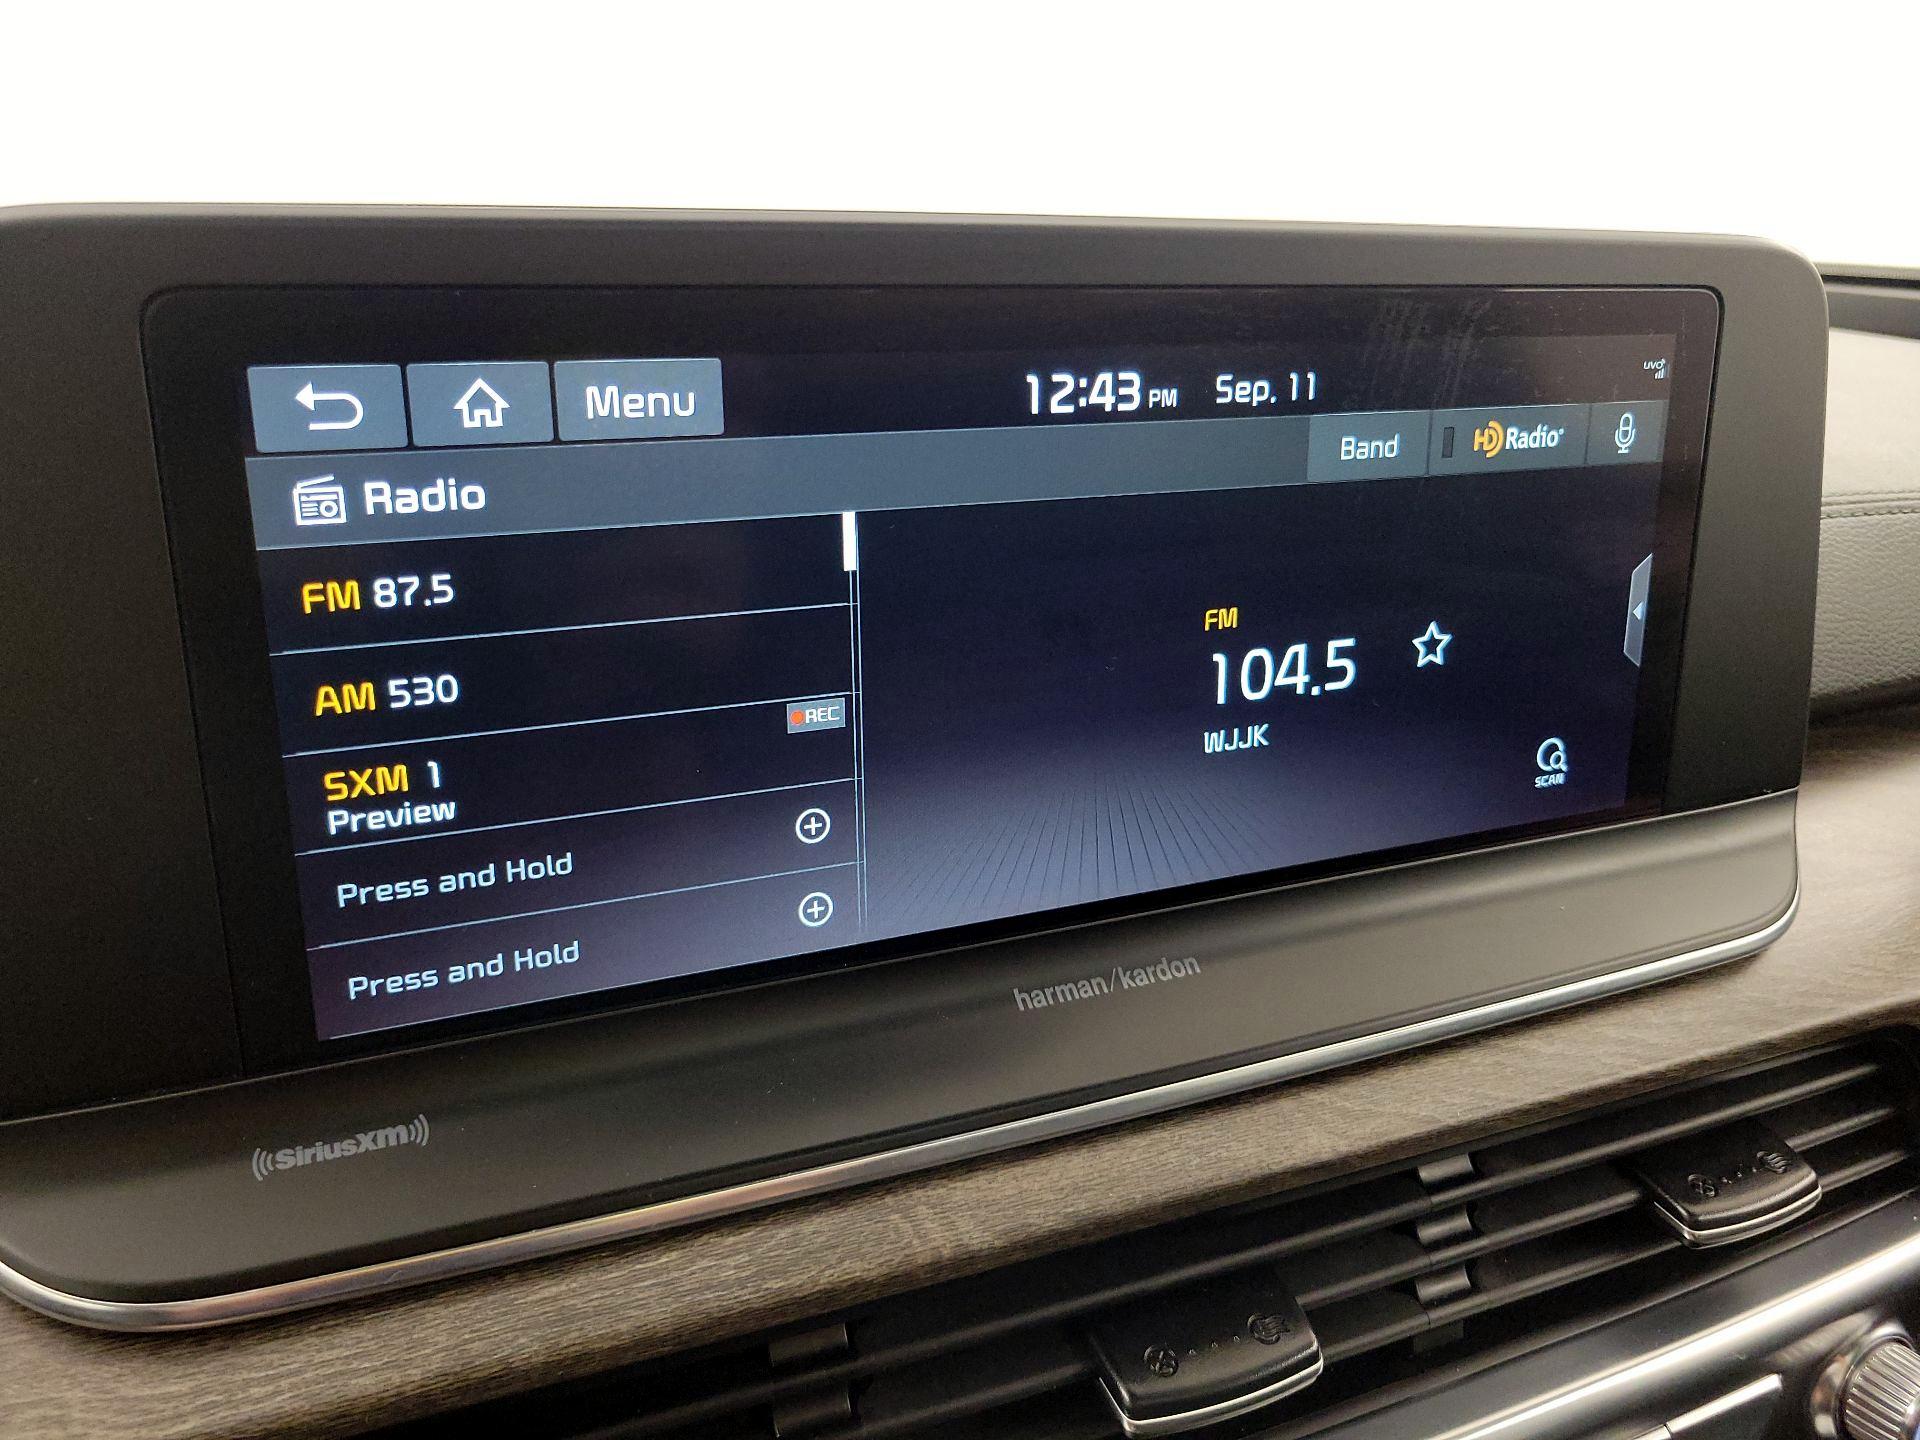 Menu
12:43 PM Sep. 11
UVO
Radio
Band
HD Radio
FM 87.5
AM 530
REC
SXM 1
Preview
Press and Hold
Press and Hold
FM
104.5
WJJK
SCAN
harman/kardon
((SiriusXM))